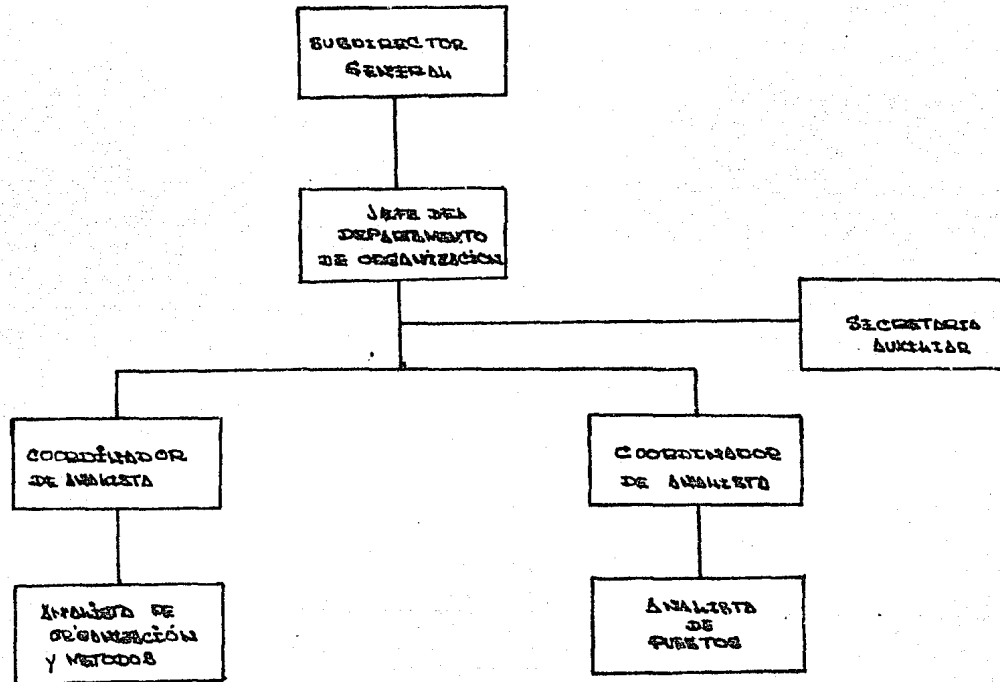 SUBDIRECTOR
GENERAL
JEFE DEL
DEPARTAMENTO
DE ORGANIZACION
SECRETARIA
AUXILIAR
COORDINADOR
DE ANALISTA
COORDINADOR
DE ANALISTA
ANALISTA DE
ORGANIZACIÓN
Y METODOS
ANALISTA
DE
PUESTOS